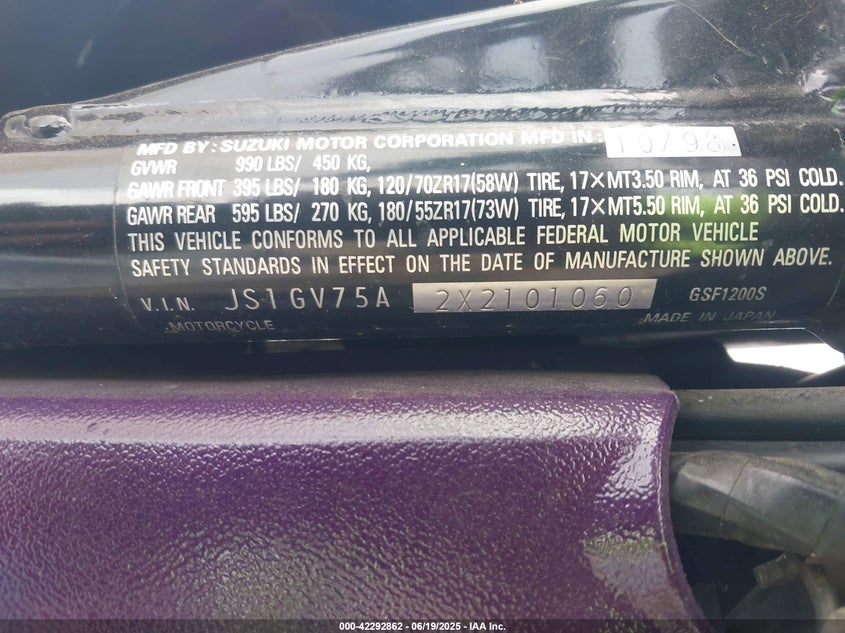 MFD BY: SUZUKI MOTOR CORPORATION MFD IN: 10/98
GVWR 990 LBS/ 450 KG,
GAWR FRONT 395 LBS/ 180 KG, 120/70ZR17(58W) TIRE, 17×MT3.50 RIM, AT 36 PSI COLD.
GAWR REAR 595 LBS/ 270 KG, 180/55ZR17(73W) TIRE, 17×MT5.50 RIM, AT 36 PSI COLD.
THIS VEHICLE CONFORMS TO ALL APPLICABLE FEDERAL MOTOR VEHICLE
SAFETY STANDARDS IN EFFECT ON THE DATE OF MANUFACTURE SHOWN ABOVE.
V.I.N. JS1GV75A 2X2101060 GSF1200S
MOTORCYCLE MADE IN JAPAN
000-42292862 - 06/19/2025 - IAA Inc.